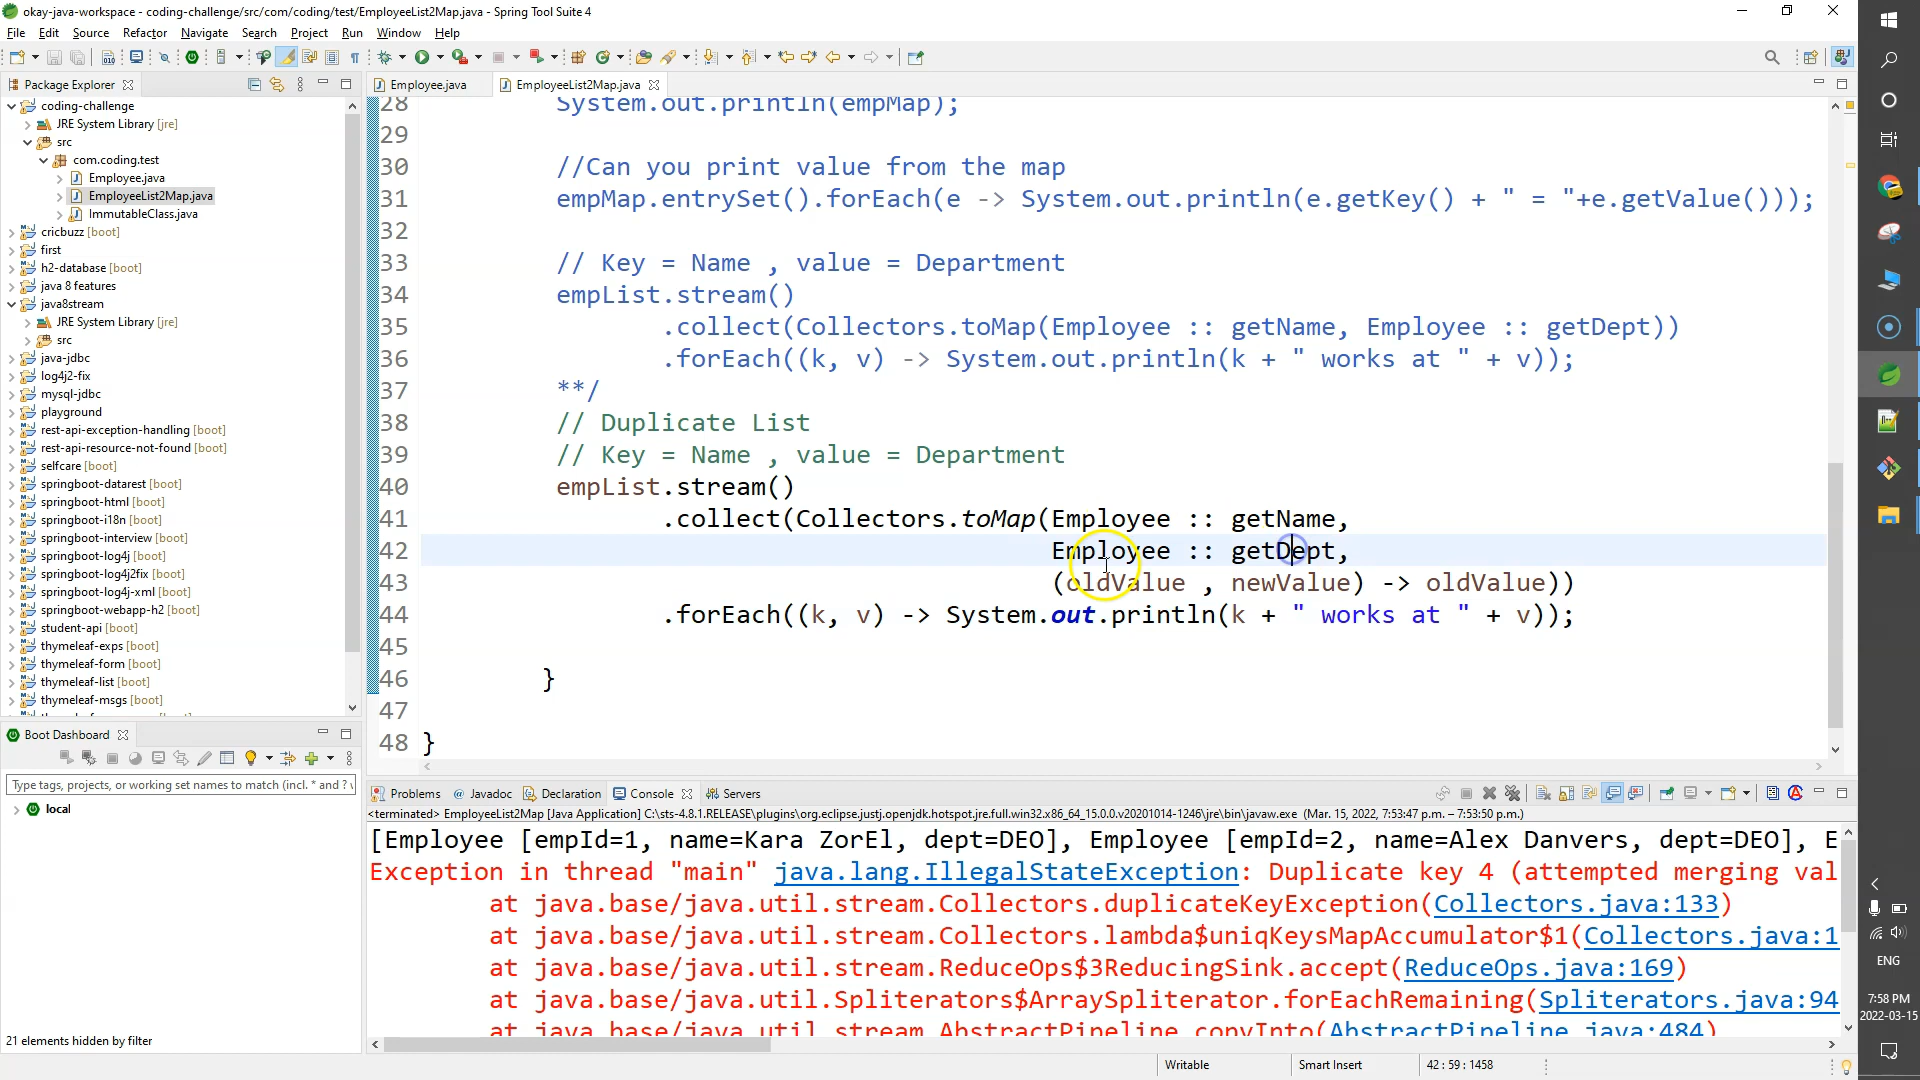 okay-java-workspace - coding-challenge/src/com/coding/test/EmployeeList2Map.java - Spring Tool Suite 4
File Edit Source Refactor Navigate Search Project Run Window Help
Package Explorer
coding-challenge
JRE System Library [jre]
src
com.coding.test
Employee.java
EmployeeList2Map.java
ImmutableClass.java
cricbuzz [boot]
first
h2-database [boot]
java 8 features
java8stream
JRE System Library [jre]
src
java-jdbc
log4j2-fix
mysql-jdbc
playground
rest-api-exception-handling [boot]
rest-api-resource-not-found [boot]
selfcare [boot]
springboot-datarest [boot]
springboot-html [boot]
springboot-i18n [boot]
springboot-interview [boot]
springboot-log4j [boot]
springboot-log4j2fix [boot]
springboot-log4j-xml [boot]
springboot-webapp-h2 [boot]
student-api [boot]
thymeleaf-exps [boot]
thymeleaf-form [boot]
thymeleaf-list [boot]
thymeleaf-msgs [boot]
Boot Dashboard
Type tags, projects, or working set names to match (incl. * and ? \
local
21 elements hidden by filter
Employee.java EmployeeList2Map.java
28 System.out.println(empMap);
29
30 //Can you print value from the map
31 empMap.entrySet().forEach(e -> System.out.println(e.getKey() + " = "+e.getValue()));
32
33 // Key = Name , value = Department
34 empList.stream()
35 .collect(Collectors.toMap(Employee :: getName, Employee :: getDept))
36 .forEach((k, v) -> System.out.println(k + " works at " + v));
37 **/
38 // Duplicate List
39 // Key = Name , value = Department
40 empList.stream()
41 .collect(Collectors.toMap(Employee :: getName,
42 Employee :: getDept,
43 (oldValue , newValue) -> oldValue))
44 .forEach((k, v) -> System.out.println(k + " works at " + v));
45
46 }
47
48 }
Problems @ Javadoc Declaration Console Servers
<terminated> EmployeeList2Map [Java Application] C:\sts-4.8.1.RELEASE\plugins\org.eclipse.justj.openjdk.hotspot.jre.full.win32.x86_64_15.0.0.v20201014-1246\jre\bin\javaw.exe (Mar. 15, 2022, 7:53:47 p.m. – 7:53:50 p.m.)
[Employee [empId=1, name=Kara ZorEl, dept=DEO], Employee [empId=2, name=Alex Danvers, dept=DEO], E
Exception in thread "main" java.lang.IllegalStateException: Duplicate key 4 (attempted merging val
at java.base/java.util.stream.Collectors.duplicateKeyException(Collectors.java:133)
at java.base/java.util.stream.Collectors.lambda$uniqKeysMapAccumulator$1(Collectors.java:1
at java.base/java.util.stream.ReduceOps$3ReducingSink.accept(ReduceOps.java:169)
at java.base/java.util.Spliterators$ArraySpliterator.forEachRemaining(Spliterators.java:94
at java.base/java.util.stream.AbstractPipeline.copyInto(AbstractPipeline.java:484)
Writable Smart Insert 42 : 59 : 1458
ENG
7:58 PM
2022-03-15